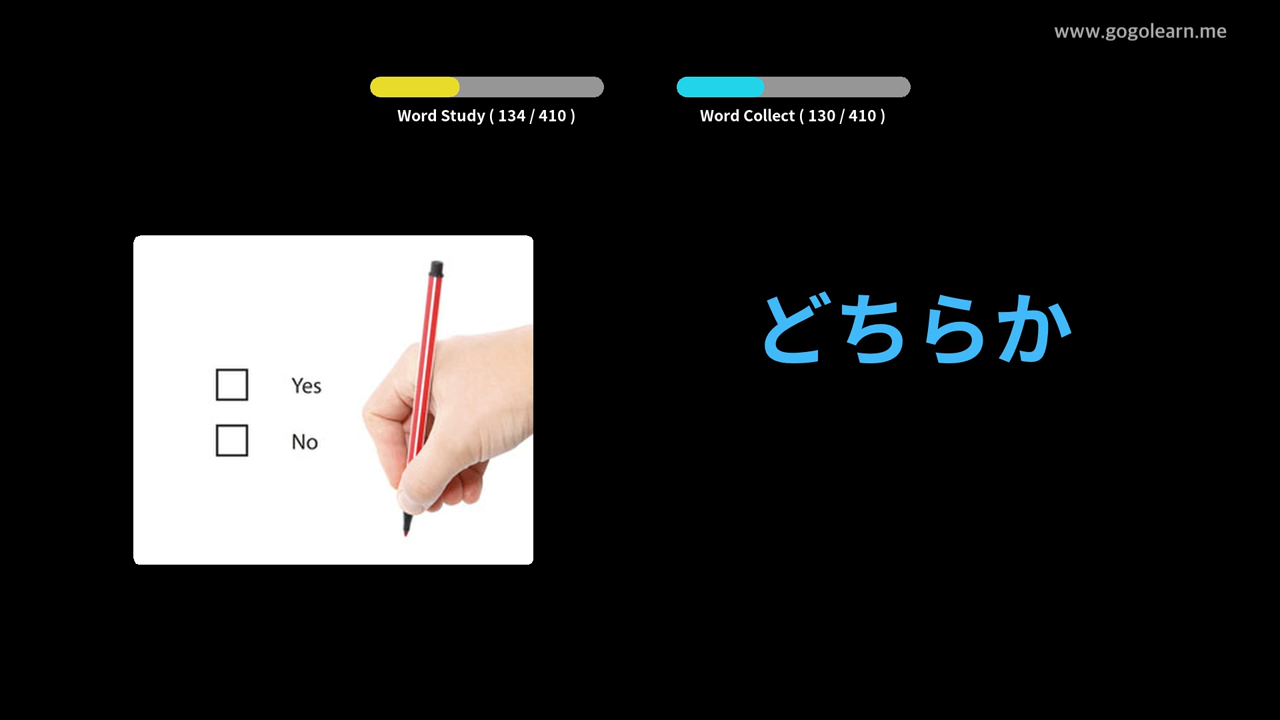 www.gogolearn.me
Word Study ( 134 / 410 )
Word Collect ( 130 / 410 )
Yes
No
どちらか